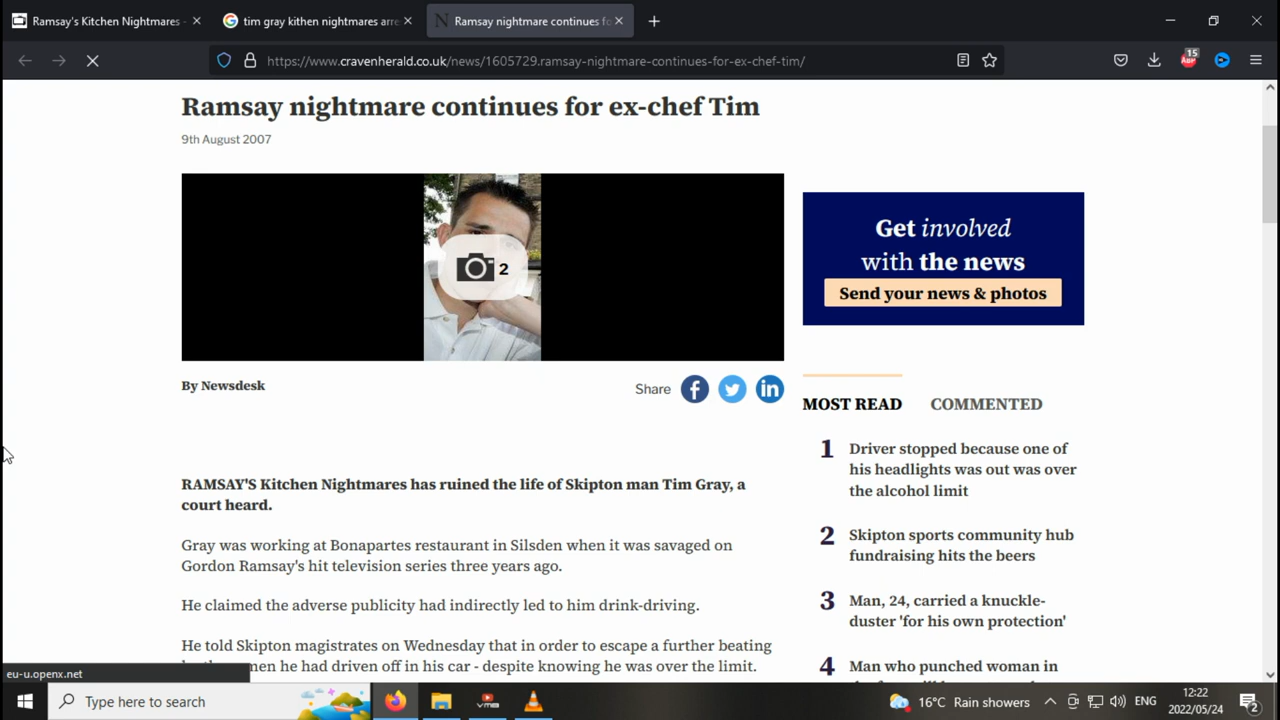 Ramsay's Kitchen Nightmares -
tim gray kithen nightmares arre
Ramsay nightmare continues fo
https://www.cravenherald.co.uk/news/1605729.ramsay-nightmare-continues-for-ex-chef-tim/
15
ABP
Ramsay nightmare continues for ex-chef Tim
9th August 2007
2
By Newsdesk
Share
RAMSAY'S Kitchen Nightmares has ruined the life of Skipton man Tim Gray, a
court heard.
Gray was working at Bonapartes restaurant in Silsden when it was savaged on
Gordon Ramsay's hit television series three years ago.
He claimed the adverse publicity had indirectly led to him drink-driving.
He told Skipton magistrates on Wednesday that in order to escape a further beating
men he had driven off in his car - despite knowing he was over the limit.
Get involved
with the news
Send your news & photos
MOST READ
COMMENTED
1
Driver stopped because one of
his headlights was out was over
the alcohol limit
2
Skipton sports community hub
fundraising hits the beers
3
Man, 24, carried a knuckle-
duster 'for his own protection'
4
Man who punched woman in
eu-u.openx.net
Type here to search
VMB
16°C Rain showers
ENG
12:22
2022/05/24
2